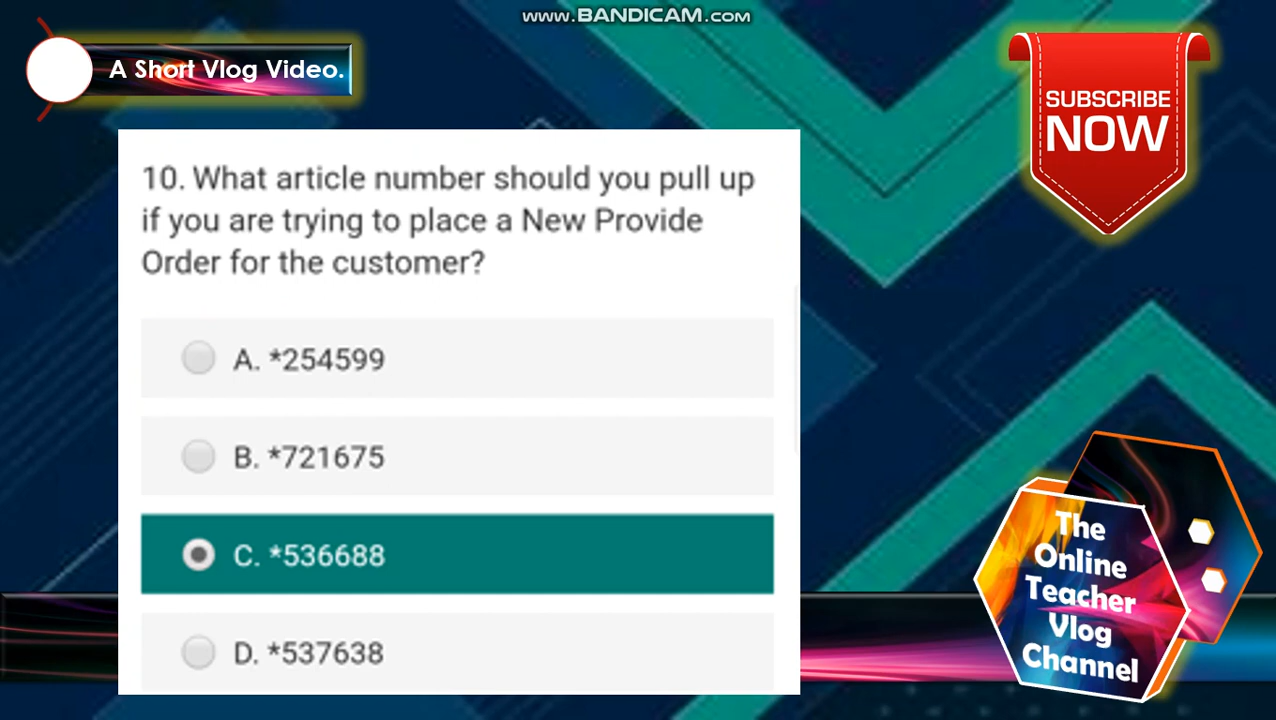 www.BANDICAM.com
A Short Vlog Video.
SUBSCRIBE
NOW
10. What article number should you pull up
if you are trying to place a New Provide
Order for the customer?
A. *254599
B. *721675
C. *536688
D. *537638
The
Online
Teacher
Vlog
Channel